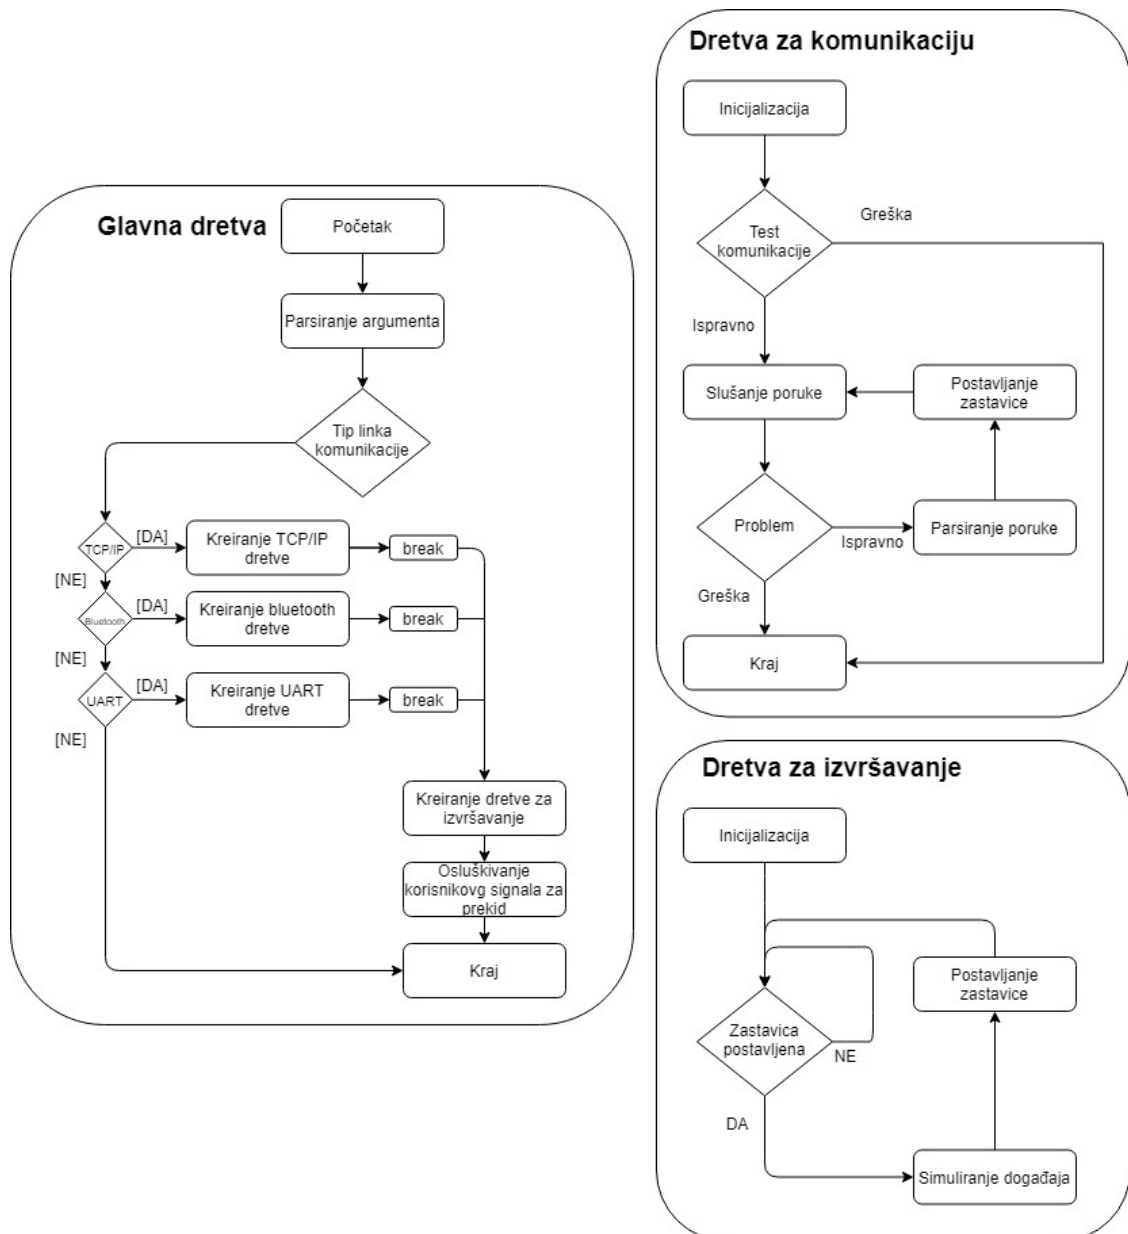 Glavna dretva
Početak
Parsiranje argumenta
Tip linka
komunikacije
TCP/IP
[DA]
Kreiranje TCP/IP
dretve
break
[NE]
Bluetooth
[DA]
Kreiranje bluetooth
dretve
break
[NE]
UART
[DA]
Kreiranje UART
dretve
break
[NE]
Kreiranje dretve za
izvršavanje
Osluškivanje
korisnikovg signala za
prekid
Kraj
Dretva za komunikaciju
Inicijalizacija
Test
komunikacije
Greška
Ispravno
Slušanje poruke
Postavljanje
zastavice
Problem
Ispravno
Parsiranje poruke
Greška
Kraj
Dretva za izvršavanje
Inicijalizacija
Postavljanje
zastavice
Zastavica
postavljena
NE
DA
Simuliranje događaja